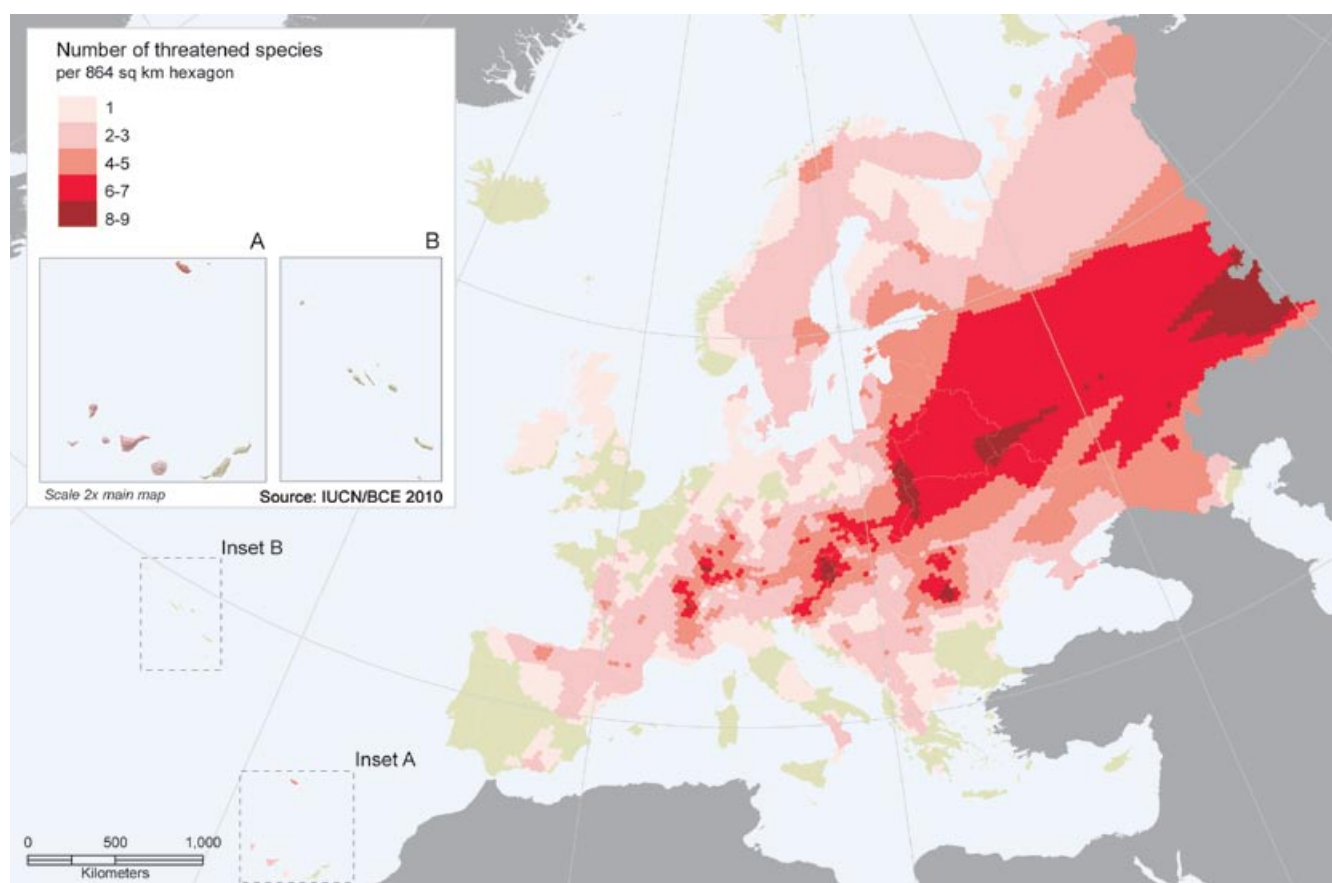 Number of threatened species
per 864 sq km hexagon
1
2-3
4-5
6-7
8-9
A
B
Scale 2x main map
Source: IUCN/BCE 2010
Inset B
Inset A
0 500 1,000
Kilometers